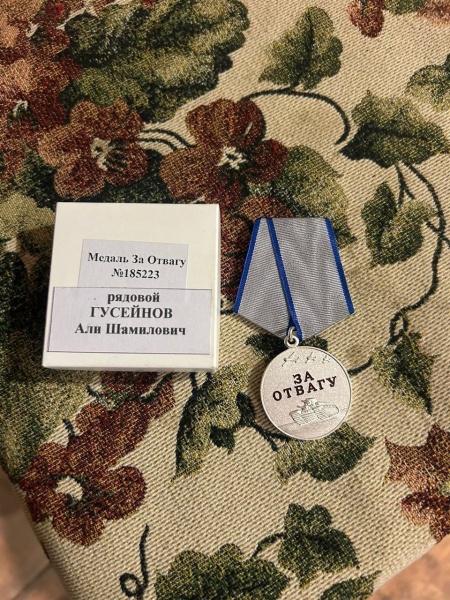 Медаль За Отвагу
№185223
рядовой
ГУСЕЙНОВ
Али Шамилович
ЗА
ОТВАГУ